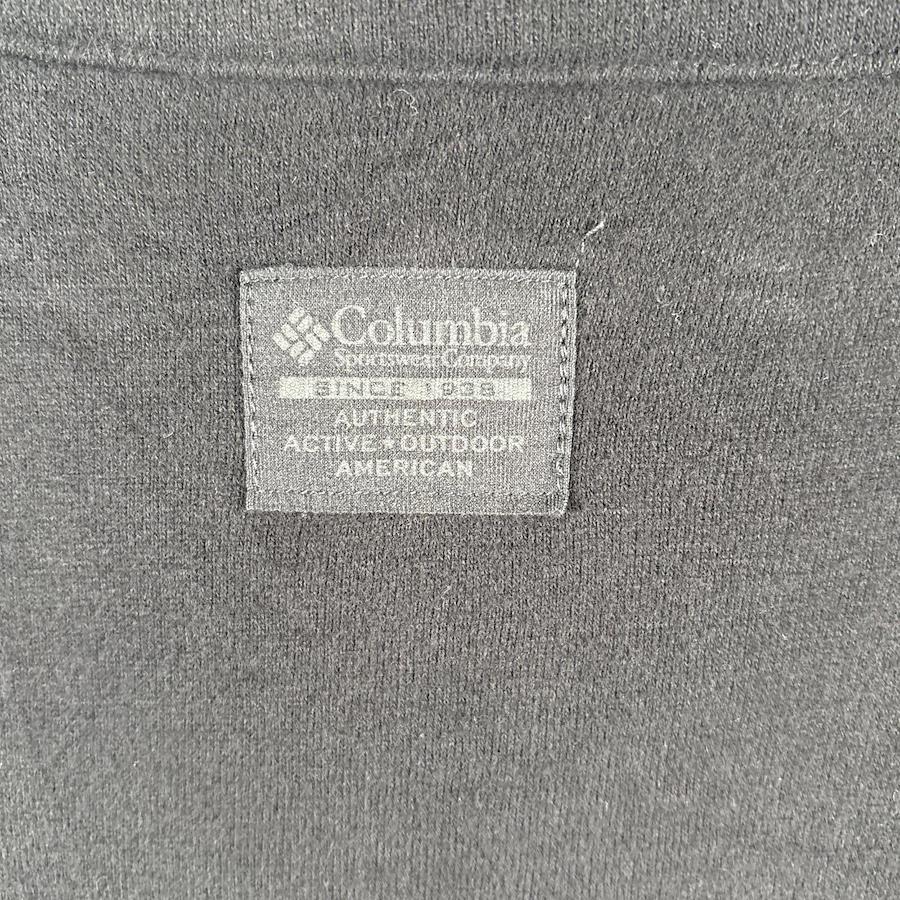 Columbia
Sportswear Company
SINCE 1938
AUTHENTIC
ACTIVE✦OUTDOOR
AMERICAN